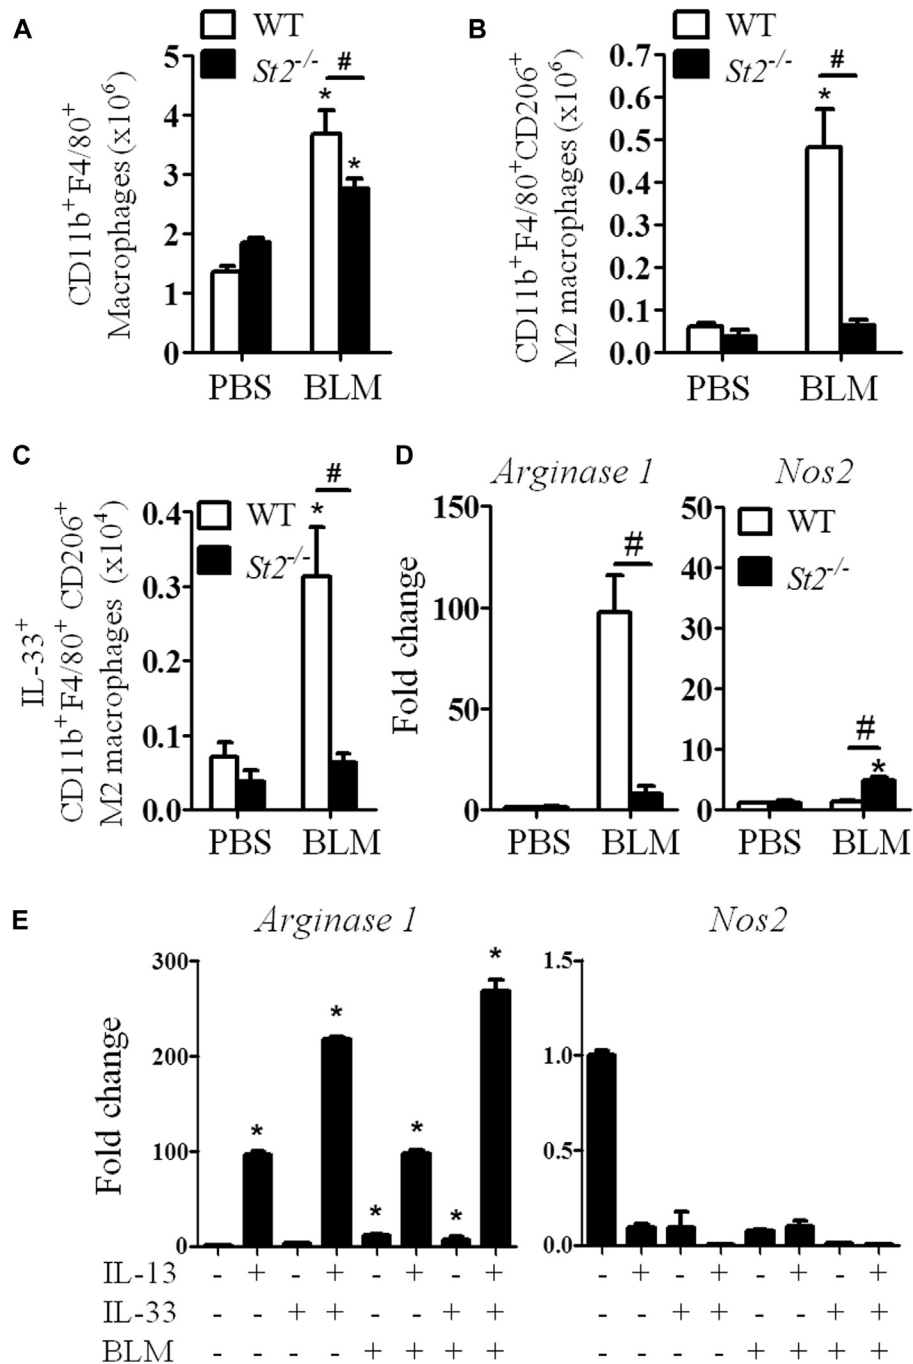 A
WT
St2-/-
#
*
*
CD11b+F4/80+
Macrophages (x10^6)
5
4
3
2
1
0
PBS BLM
B
WT
St2-/-
#
*
CD11b+F4/80+CD206+
M2 macrophages (x10^6)
0.7
0.6
0.5
0.4
0.3
0.2
0.1
0.0
PBS BLM
C
WT
St2-/-
#
*
IL-33+
CD11b+F4/80+ CD206+
M2 macrophages (x10^4)
0.4
0.3
0.2
0.1
0.0
PBS BLM
D
Arginase 1
Fold change
150
100
50
0
#
PBS BLM
Nos2
WT
St2-/-
50
40
30
20
10
0
#
*
PBS BLM
E
Arginase 1
Fold change
300
200
100
0
* * * * * *
Nos2
1.5
1.0
0.5
0.0
IL-13 - + - + - + - + - + - + - + - +
IL-33 - - + + - - + + - - + + - - + +
BLM - - - - + + + + - - - - + + + +